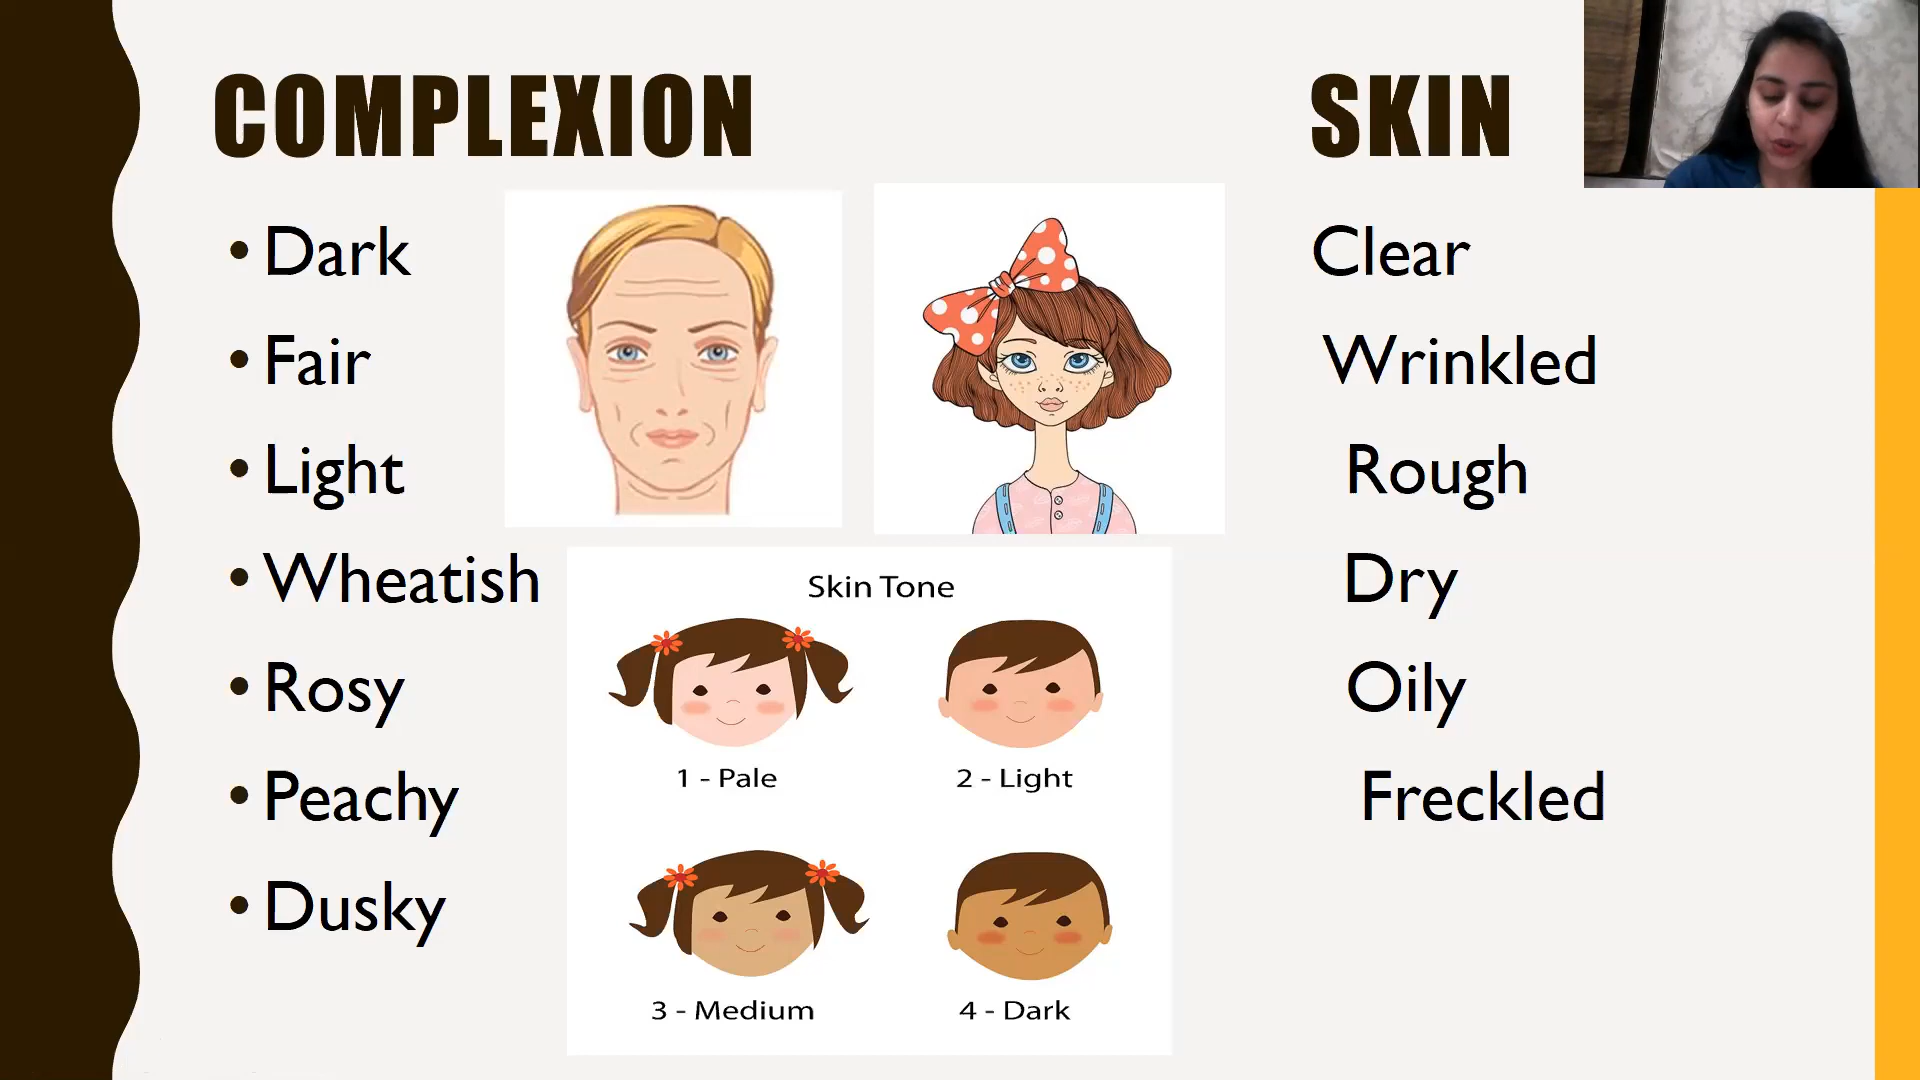 COMPLEXION
• Dark
• Fair
• Light
• Wheatish
• Rosy
• Peachy
• Dusky
Skin Tone
1 - Pale
2 - Light
3 - Medium
4 - Dark
SKIN
Clear
Wrinkled
Rough
Dry
Oily
Freckled